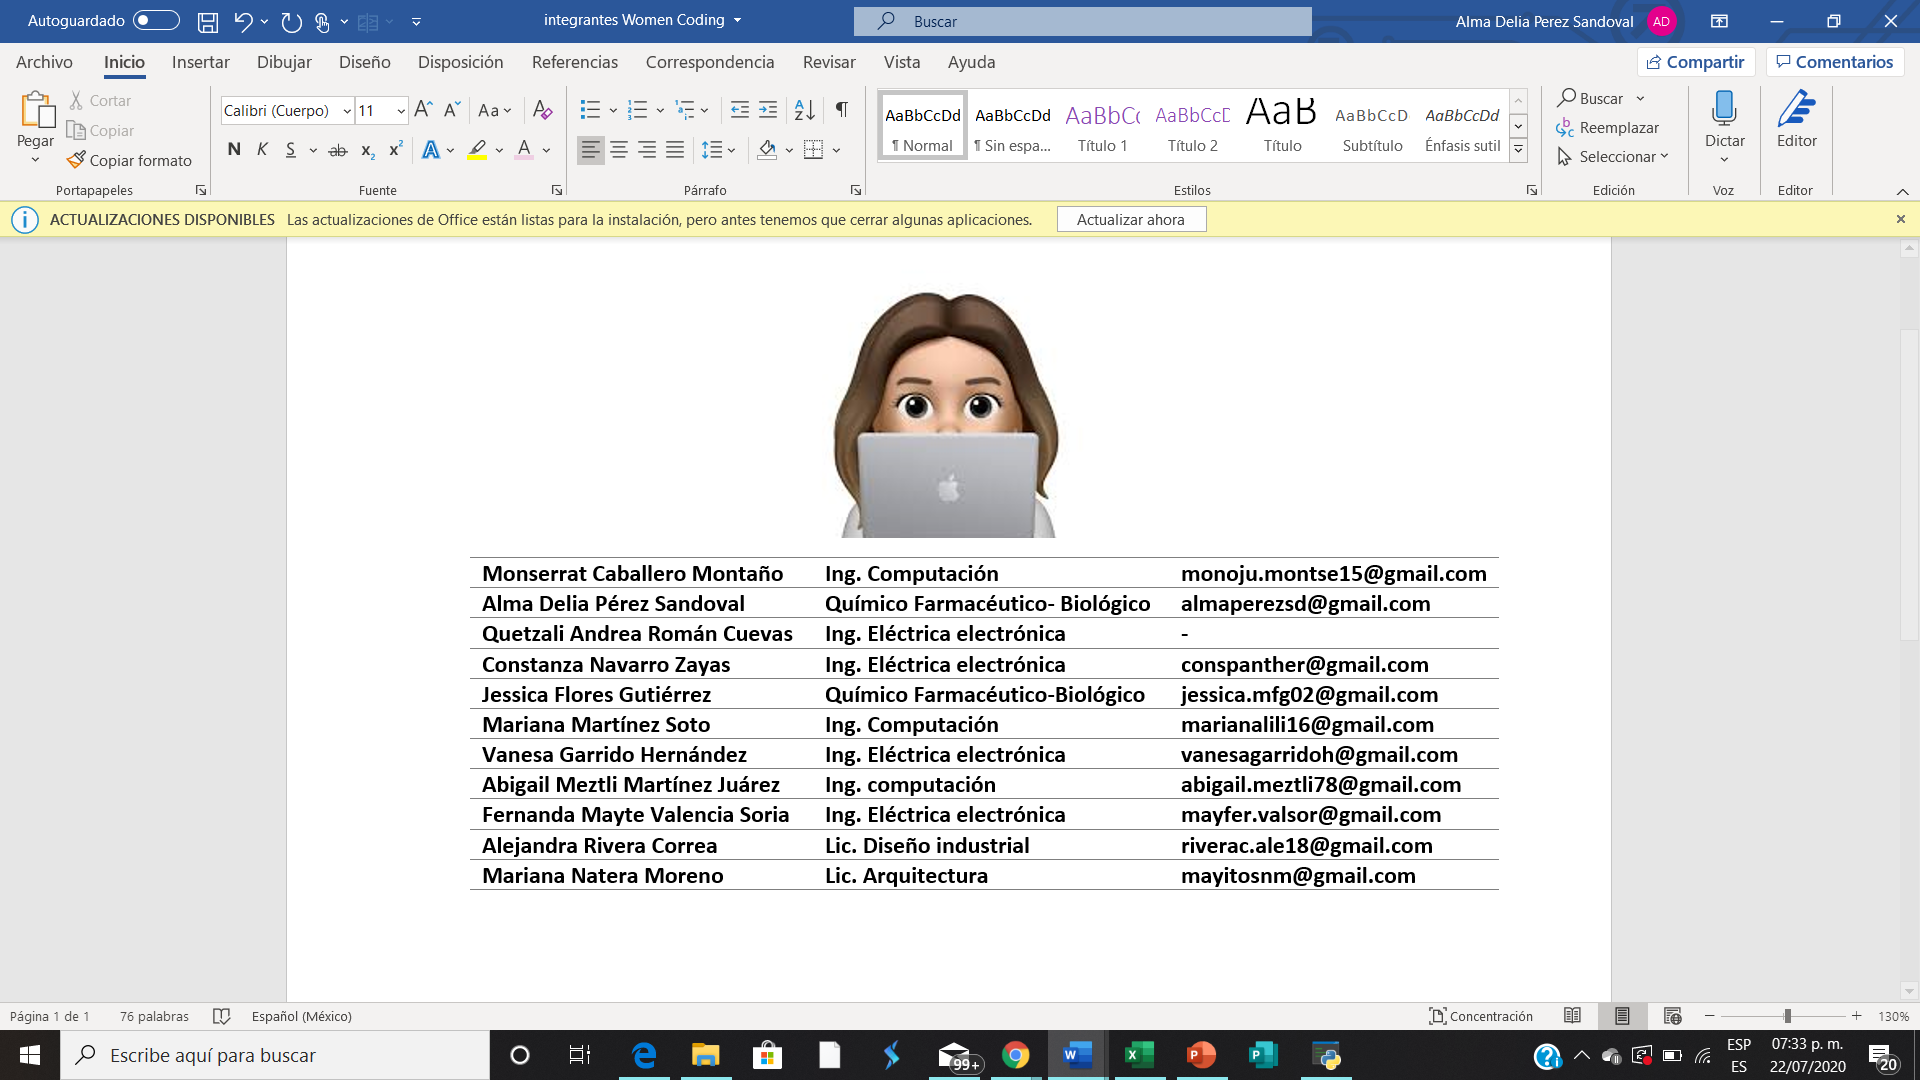 Autoguardado
integrantes Women Coding
Buscar
Alma Delia Perez Sandoval AD
Archivo Inicio Insertar Dibujar Diseño Disposición Referencias Correspondencia Revisar Vista Ayuda
Compartir Comentarios
Pegar
Cortar
Copiar
Copiar formato
Portapapeles
Calibri (Cuerpo) 11
Aa
N K S ab x₂ x² A A
Fuente
Párrafo
AaBbCcDd AaBbCcDd AaBbCc AaBbCcD AaB AaBbCcD AaBbCcDd
¶ Normal ¶ Sin espa... Título 1 Título 2 Título Subtítulo Énfasis sutil
Estilos
Buscar
Reemplazar
Seleccionar
Edición
Dictar
Voz
Editor
Editor
ACTUALIZACIONES DISPONIBLES Las actualizaciones de Office están listas para la instalación, pero antes tenemos que cerrar algunas aplicaciones. Actualizar ahora
Monserrat Caballero Montaño Ing. Computación monoju.montse15@gmail.com
Alma Delia Pérez Sandoval Químico Farmacéutico- Biológico almaperezsd@gmail.com
Quetzali Andrea Román Cuevas Ing. Eléctrica electrónica -
Constanza Navarro Zayas Ing. Eléctrica electrónica conspanther@gmail.com
Jessica Flores Gutiérrez Químico Farmacéutico-Biológico jessica.mfg02@gmail.com
Mariana Martínez Soto Ing. Computación marianalili16@gmail.com
Vanesa Garrido Hernández Ing. Eléctrica electrónica vanesagarridoh@gmail.com
Abigail Meztli Martínez Juárez Ing. computación abigail.meztli78@gmail.com
Fernanda Mayte Valencia Soria Ing. Eléctrica electrónica mayfer.valsor@gmail.com
Alejandra Rivera Correa Lic. Diseño industrial riverac.ale18@gmail.com
Mariana Natera Moreno Lic. Arquitectura mayitosnm@gmail.com
Página 1 de 1 76 palabras Español (México) Concentración 130%
Escribe aquí para buscar
99+
ESP
ES
07:33 p. m.
22/07/2020
20